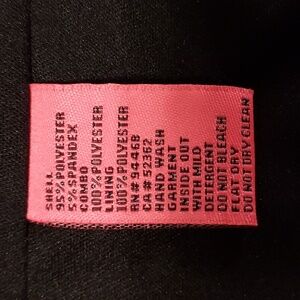 SHELL
95%POLYESTER
5%SPANDEX
COMBO
100%POLYESTER
LINING
100%POLYESTER
RN#94468
CA#52362
HAND WASH
GARMENT
INSIDE OUT
WITH MILD
DETERGENT
DO NOT BLEACH
FLAT DRY
DO NOT DRY CLEAN